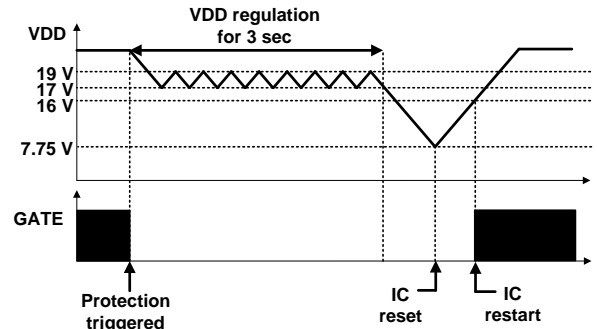 VDD regulation
for 3 sec
VDD
19 V
17 V
16 V
7.75 V
GATE
Protection
triggered
IC
reset
IC
restart